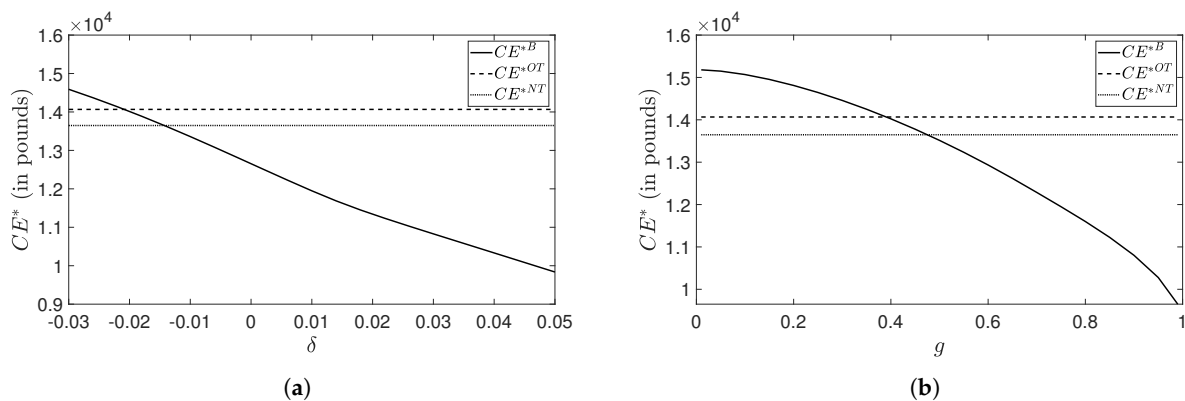 ×10⁴
1.6
1.5
1.4
1.3
1.2
1.1
1
0.9
CE* (in pounds)
-0.03 -0.02 -0.01 0 0.01 0.02 0.03 0.04 0.05
δ
CE*ᴮ
CE*ᴼᵀ
CE*ᴺᵀ
(a)
×10⁴
1.6
1.5
1.4
1.3
1.2
1.1
1
CE* (in pounds)
0 0.2 0.4 0.6 0.8 1
g
CE*ᴮ
CE*ᴼᵀ
CE*ᴺᵀ
(b)